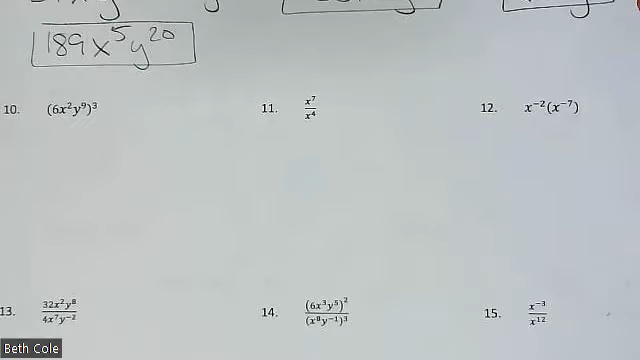 189x⁵y²⁰
10. (6x²y⁹)³
11. x⁷/x⁴
12. x⁻²(x⁻⁷)
13. 32x²y⁸/4x⁷y⁻²
14. (6x³y⁵)²/(x⁸y⁻¹)³
15. x⁻³/x¹²
Beth Cole